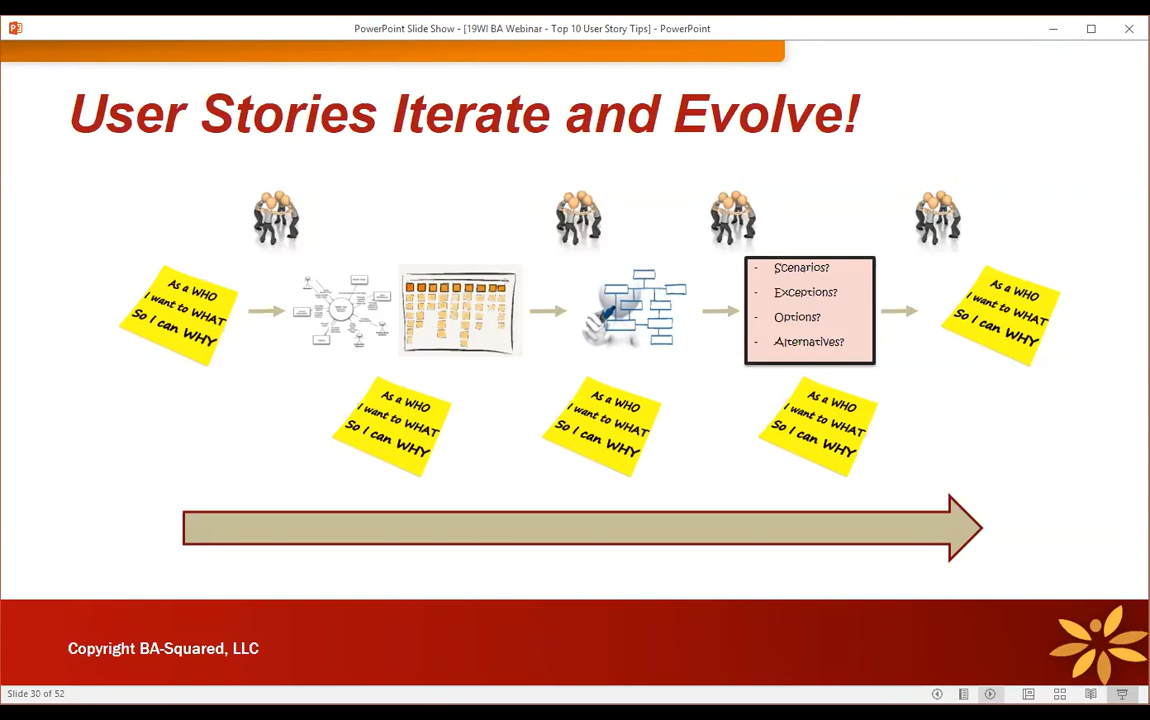 PowerPoint Slide Show - [19WI BA Webinar - Top 10 User Story Tips] - PowerPoint
User Stories Iterate and Evolve!
As a WHO
I want to WHAT
So I can WHY
- Scenarios?
- Exceptions?
- Options?
- Alternatives?
As a WHO
I want to WHAT
So I can WHY
As a WHO
I want to WHAT
So I can WHY
As a WHO
I want to WHAT
So I can WHY
As a WHO
I want to WHAT
So I can WHY
Copyright BA-Squared, LLC
Slide 30 of 52